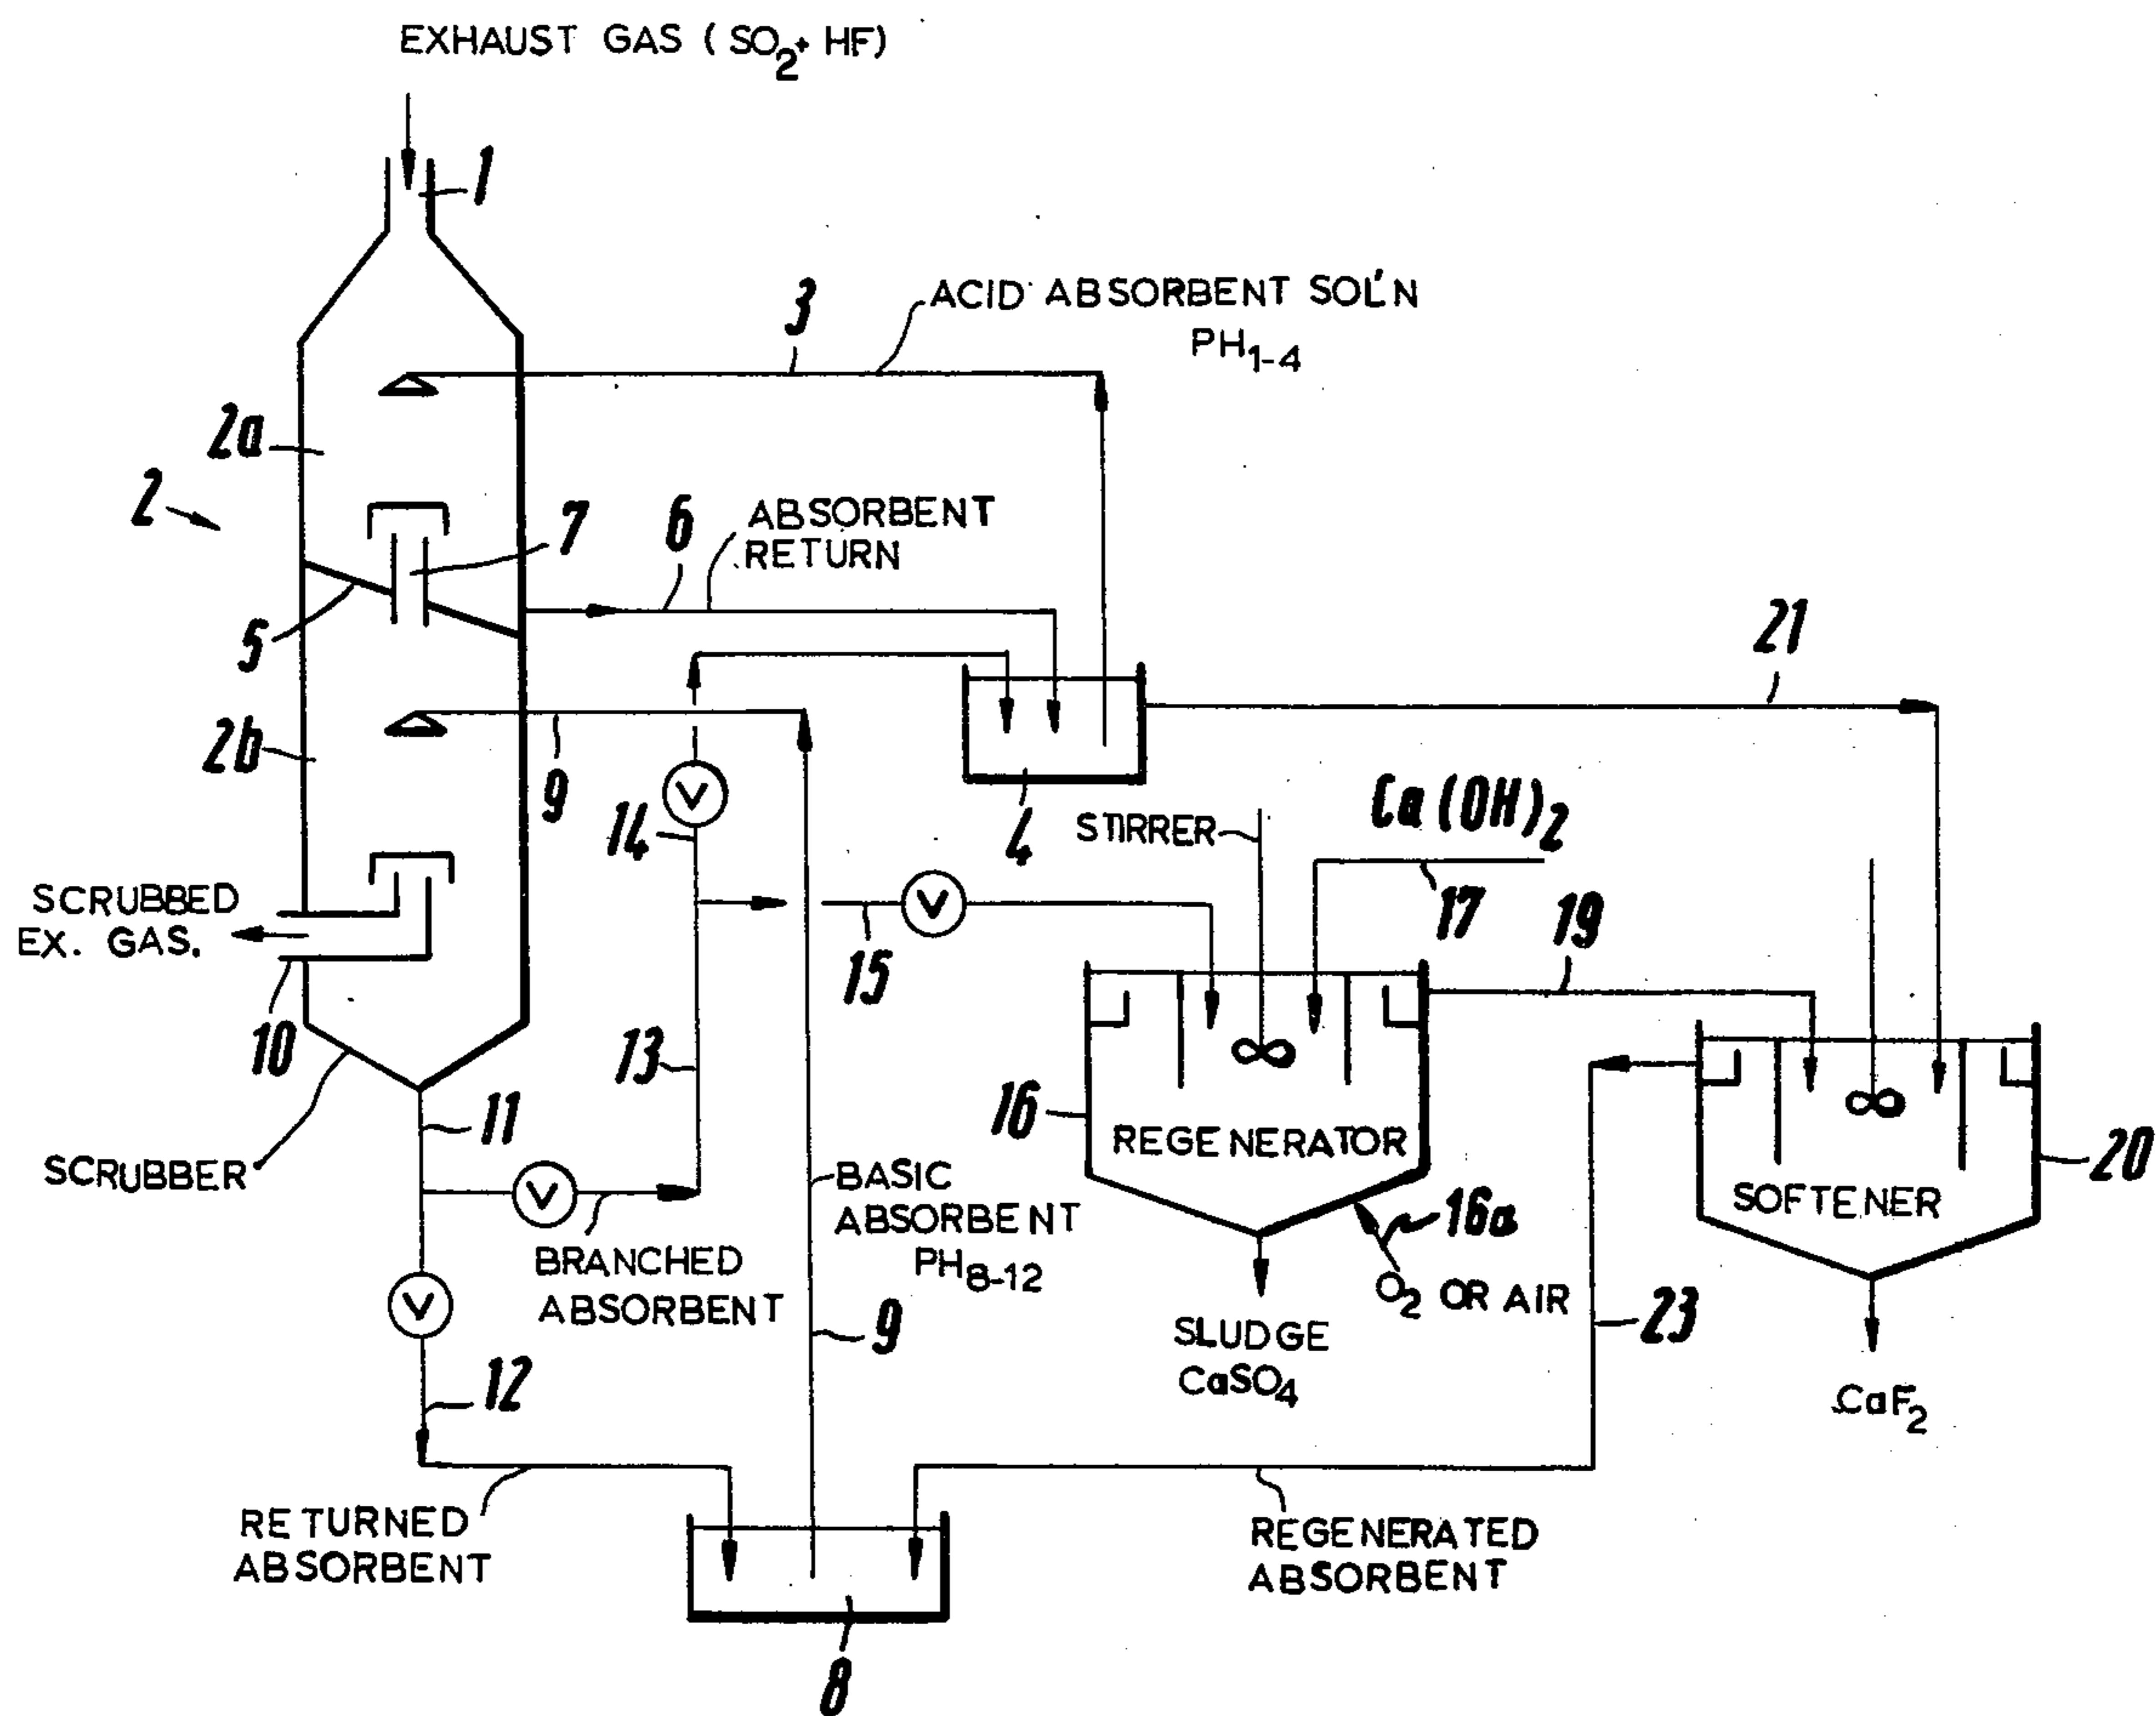 EXHAUST GAS (SO2+ HF)
1
3
ACID ABSORBENT SOL'N
PH1-4
2a
2
7
6
ABSORBENT
RETURN
5
21
2b
9
14
4
STIRRER
Ca(OH)2
17
SCRUBBED
EX. GAS.
15
19
10
13
16
11
REGENERATOR
20
SCRUBBER
BASIC
ABSORBENT
PH8-12
SOFTENER
16a
BRANCHED
ABSORBENT
O2 OR AIR
9
SLUDGE
CaSO4
23
12
CaF2
RETURNED
ABSORBENT
REGENERATED
ABSORBENT
8
V
V
V
V